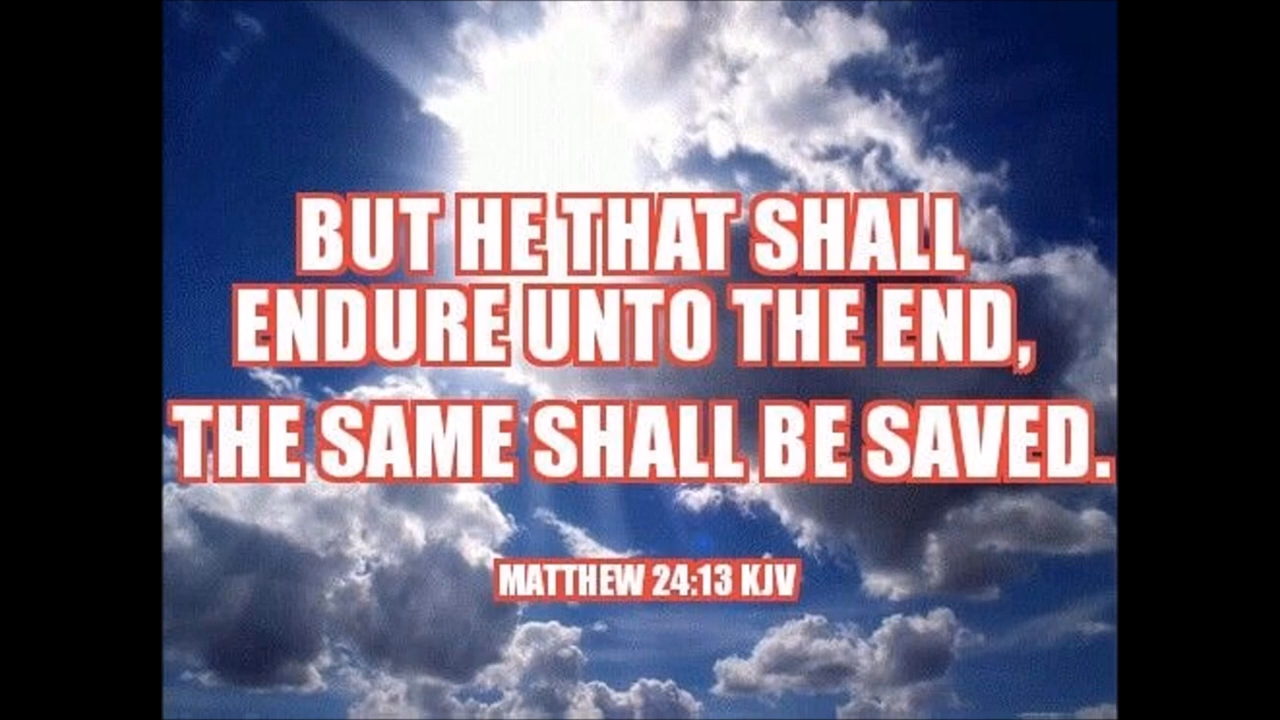 BUT HE THAT SHALL
ENDURE UNTO THE END,
THE SAME SHALL BE SAVED.
MATTHEW 24:13 KJV